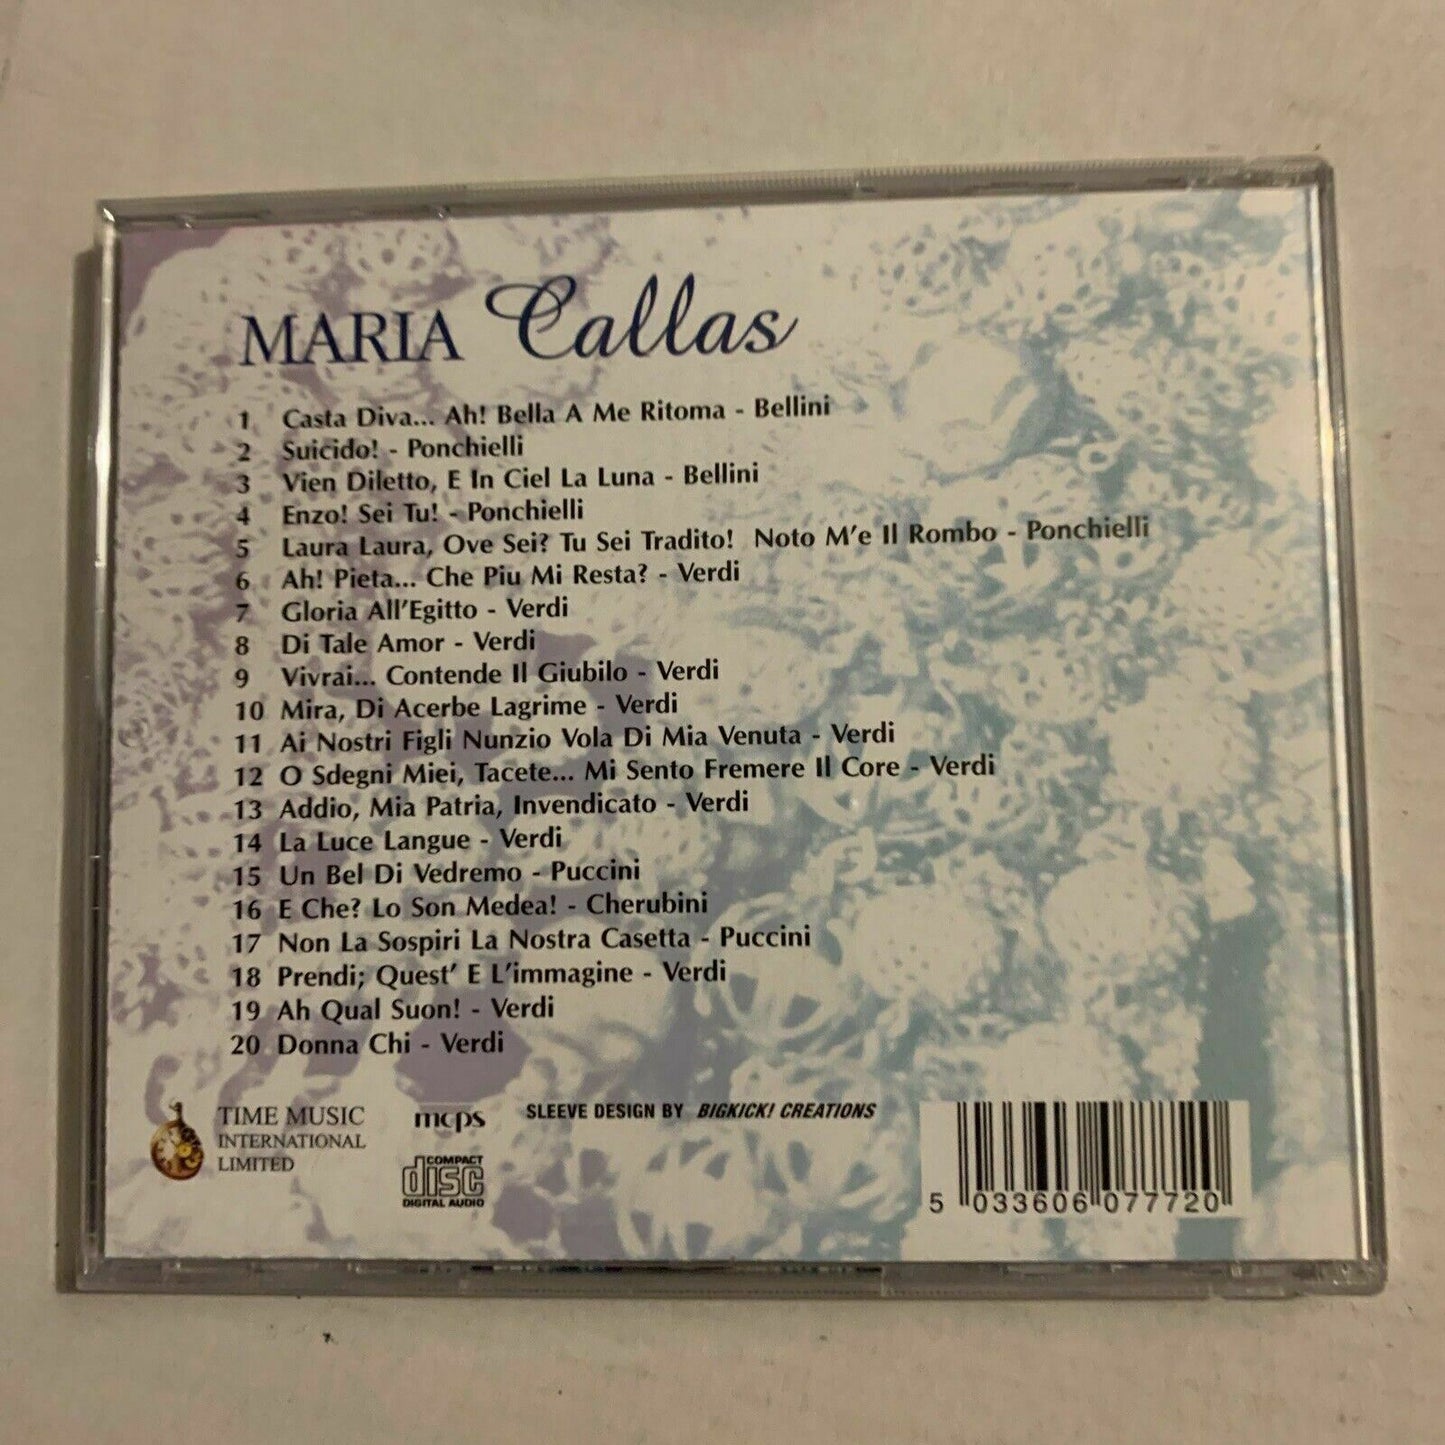 MARIA Callas
1 Casta Diva... Ah! Bella A Me Ritoma - Bellini
2 Suicido! - Ponchielli
3 Vien Diletto, E In Ciel La Luna - Bellini
4 Enzo! Sei Tu! - Ponchielli
5 Laura Laura, Ove Sei? Tu Sei Tradito! Noto M'e Il Rombo - Ponchielli
6 Ah! Pieta... Che Piu Mi Resta? - Verdi
7 Gloria All'Egitto - Verdi
8 Di Tale Amor - Verdi
9 Vivrai... Contende Il Giubilo - Verdi
10 Mira, Di Acerbe Lagrime - Verdi
11 Ai Nostri Figli Nunzio Vola Di Mia Venuta - Verdi
12 O Sdegni Miei, Tacete... Mi Sento Fremere Il Core - Verdi
13 Addio, Mia Patria, Invendicato - Verdi
14 La Luce Langue - Verdi
15 Un Bel Di Vedremo - Puccini
16 E Che? Lo Son Medea! - Cherubini
17 Non La Sospiri La Nostra Casetta - Puccini
18 Prendi; Quest' E L'immagine - Verdi
19 Ah Qual Suon! - Verdi
20 Donna Chi - Verdi
TIME MUSIC
INTERNATIONAL
LIMITED
mcps
COMPACT
disc
DIGITAL AUDIO
SLEEVE DESIGN BY BIGKICK! CREATIONS
5 033606 077720